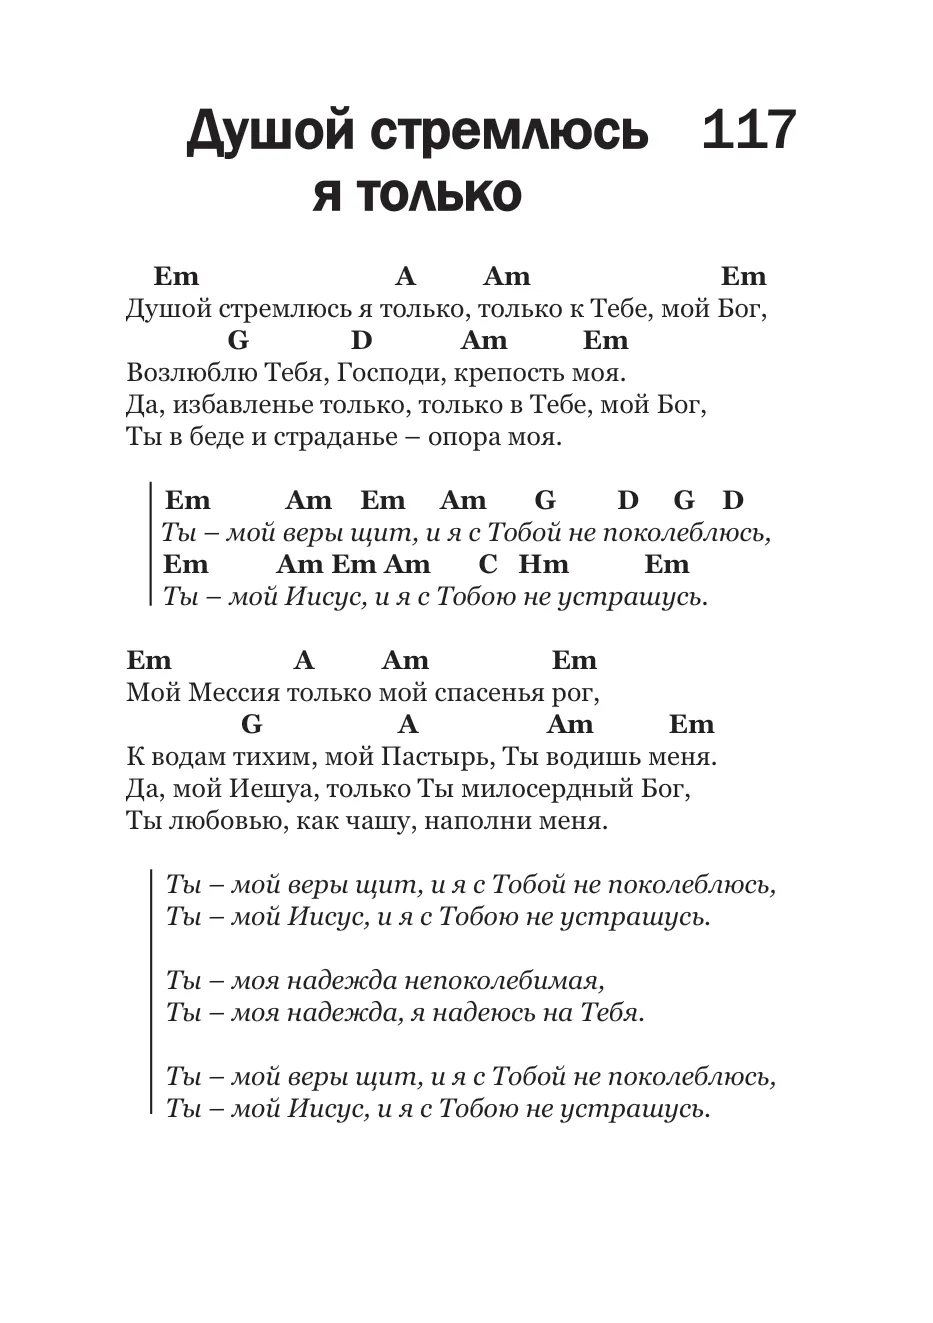 Душой стремлюсь 117
я только
Em A Am Em
Душой стремлюсь я только, только к Тебе, мой Бог,
G D Am Em
Возлюблю Тебя, Господи, крепость моя.
Да, избавленье только, только в Тебе, мой Бог,
Ты в беде и страданье – опора моя.
Em Am Em Am G D G D
Ты – мой веры щит, и я с Тобой не поколеблюсь,
Em Am Em Am C Hm Em
Ты – мой Иисус, и я с Тобою не устрашусь.
Em A Am Em
Мой Мессия только мой спасенья рог,
G A Am Em
К водам тихим, мой Пастырь, Ты водишь меня.
Да, мой Иешуа, только Ты милосердный Бог,
Ты любовью, как чашу, наполни меня.
Ты – мой веры щит, и я с Тобой не поколеблюсь,
Ты – мой Иисус, и я с Тобою не устрашусь.
Ты – моя надежда непоколебимая,
Ты – моя надежда, я надеюсь на Тебя.
Ты – мой веры щит, и я с Тобой не поколеблюсь,
Ты – мой Иисус, и я с Тобою не устрашусь.